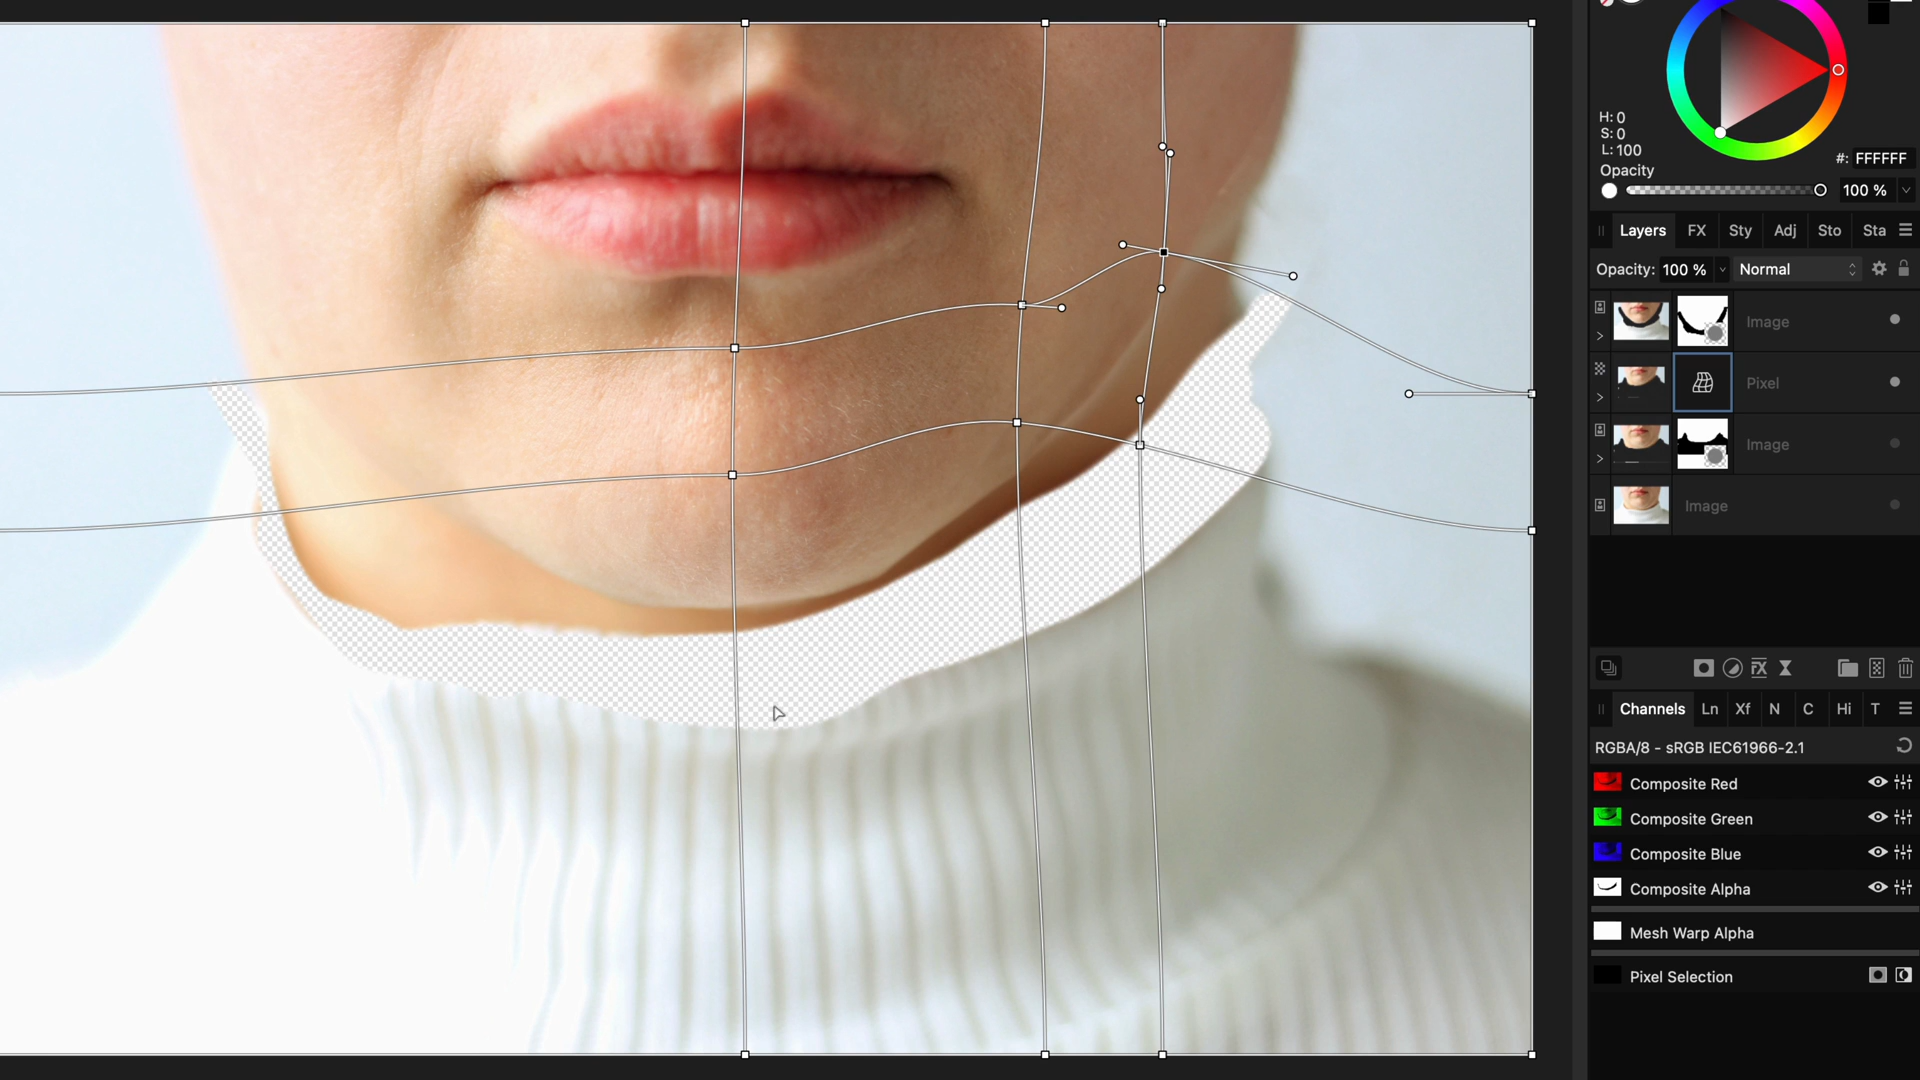 H: 0
S: 0
L: 100
#: FFFFFF
Opacity
100 %
Layers FX Sty Adj Sto Sta
Opacity: 100 % Normal
Image
Pixel
Image
Image
FX
Channels Ln Xf N C Hi T
RGBA/8 - sRGB IEC61966-2.1
Composite Red
Composite Green
Composite Blue
Composite Alpha
Mesh Warp Alpha
Pixel Selection